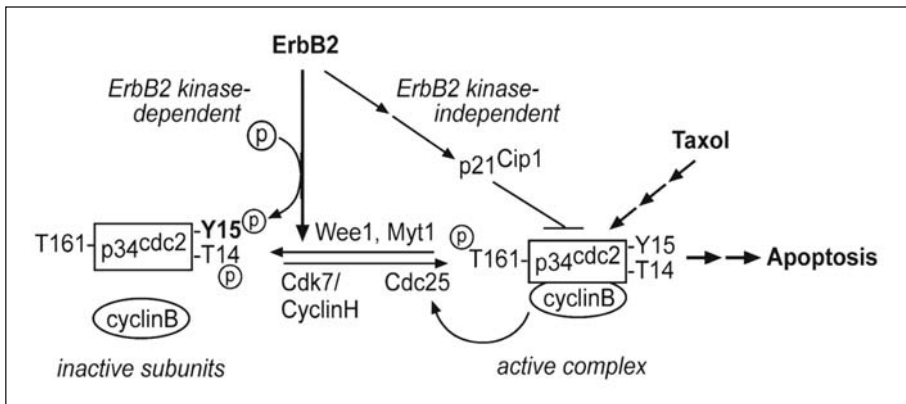 ErbB2
ErbB2 kinase-
dependent
ErbB2 kinase-
independent
p
Taxol
p21Cip1
T161
p34cdc2
Y15
p
T14
p
Wee1, Myt1
Cdk7/
CyclinH
Cdc25
p
T161
p34cdc2
Y15
T14
Apoptosis
cyclinB
cyclinB
inactive subunits
active complex